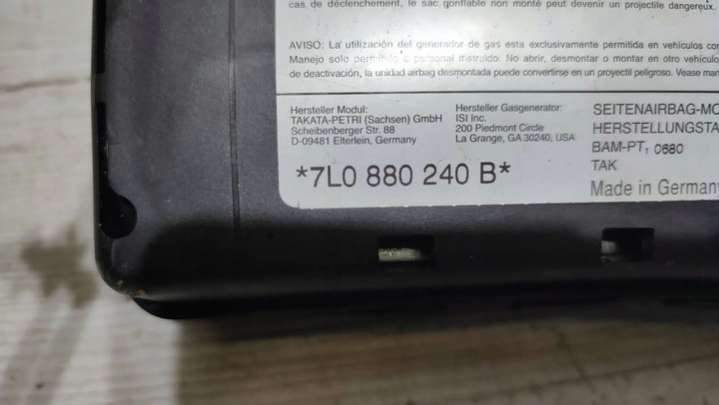 cas de déclenchement, le sac gonflable non monté peut devenir un projectile dangereux.
AVISO: La utilización del generador de gas esta exclusivamente permitida en vehículos
Manejo solo permitido a personal instruido. No abrir, desmontar o montar en otro vehículo
de deactivación, la unidad airbag desmontada puede convertirse en un proyectil peligroso. Vease
Hersteller Modul:
TAKATA-PETRI (Sachsen) GmbH
Scheibenberger Str. 88
D-09481 Elterlein, Germany
Hersteller Gasgenerator:
ISI Inc.
200 Piedmont Circle
La Grange, GA 30240, USA
SEITENAIRBAG-MO
HERSTELLUNGSTA
BAM-PT₁ 0680
TAK
Made in Germany
*7L0 880 240 B*